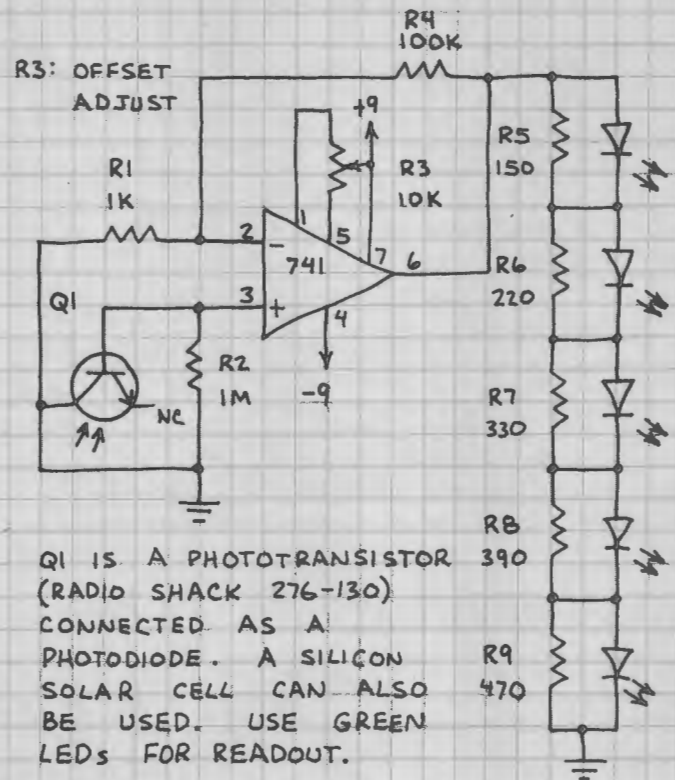 R4
100K
R3: OFFSET
ADJUST
+9
R1
1K
R3
10K
R5
150
1
5
2
-
741
7
6
R6
220
Q1
3
+
4
R2
1M
-9
NC
R7
330
R8
390
Q1 IS A PHOTOTRANSISTOR
(RADIO SHACK 276-130)
CONNECTED AS A
PHOTODIODE. A SILICON
SOLAR CELL CAN ALSO
BE USED. USE GREEN
LEDs FOR READOUT.
R9
470